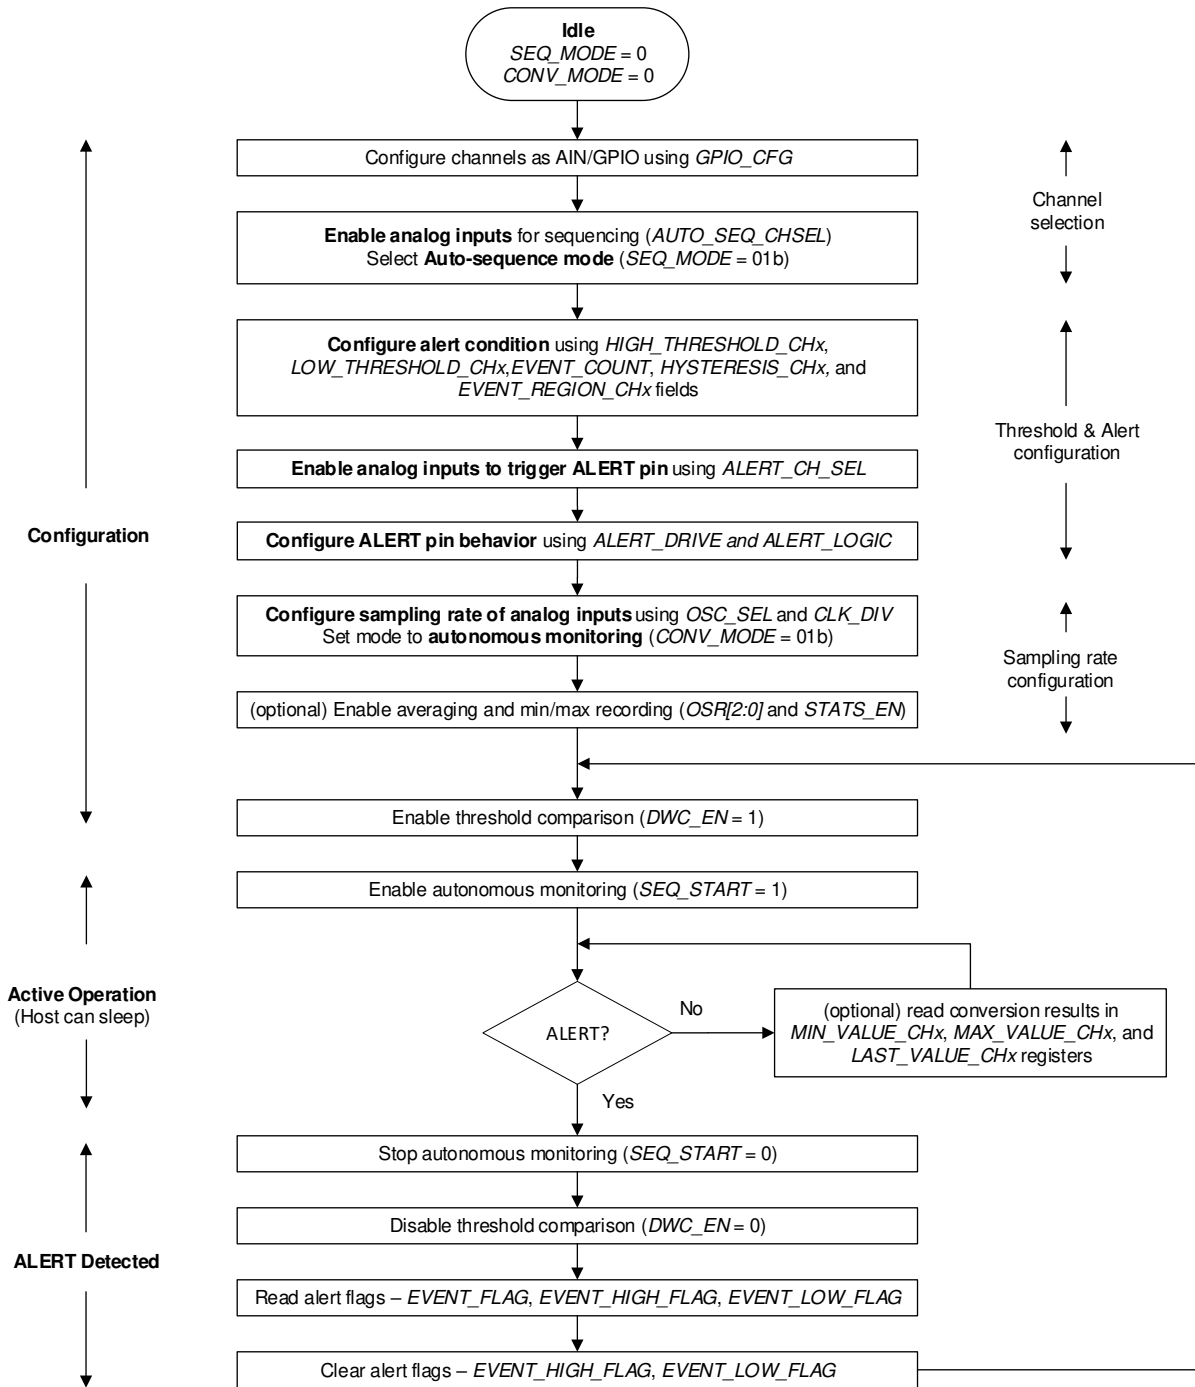 Idle
SEQ_MODE = 0
CONV_MODE = 0
Configure channels as AIN/GPIO using GPIO_CFG
Channel
selection
Enable analog inputs for sequencing (AUTO_SEQ_CHSEL)
Select Auto-sequence mode (SEQ_MODE = 01b)
Configure alert condition using HIGH_THRESHOLD_CHx,
LOW_THRESHOLD_CHx,EVENT_COUNT, HYSTERESIS_CHx, and
EVENT_REGION_CHx fields
Threshold & Alert
configuration
Enable analog inputs to trigger ALERT pin using ALERT_CH_SEL
Configuration
Configure ALERT pin behavior using ALERT_DRIVE and ALERT_LOGIC
Configure sampling rate of analog inputs using OSC_SEL and CLK_DIV
Set mode to autonomous monitoring (CONV_MODE = 01b)
Sampling rate
configuration
(optional) Enable averaging and min/max recording (OSR[2:0] and STATS_EN)
Enable threshold comparison (DWC_EN = 1)
Enable autonomous monitoring (SEQ_START = 1)
Active Operation
(Host can sleep)
ALERT?
No
(optional) read conversion results in
MIN_VALUE_CHx, MAX_VALUE_CHx, and
LAST_VALUE_CHx registers
Yes
Stop autonomous monitoring (SEQ_START = 0)
Disable threshold comparison (DWC_EN = 0)
ALERT Detected
Read alert flags – EVENT_FLAG, EVENT_HIGH_FLAG, EVENT_LOW_FLAG
Clear alert flags – EVENT_HIGH_FLAG, EVENT_LOW_FLAG